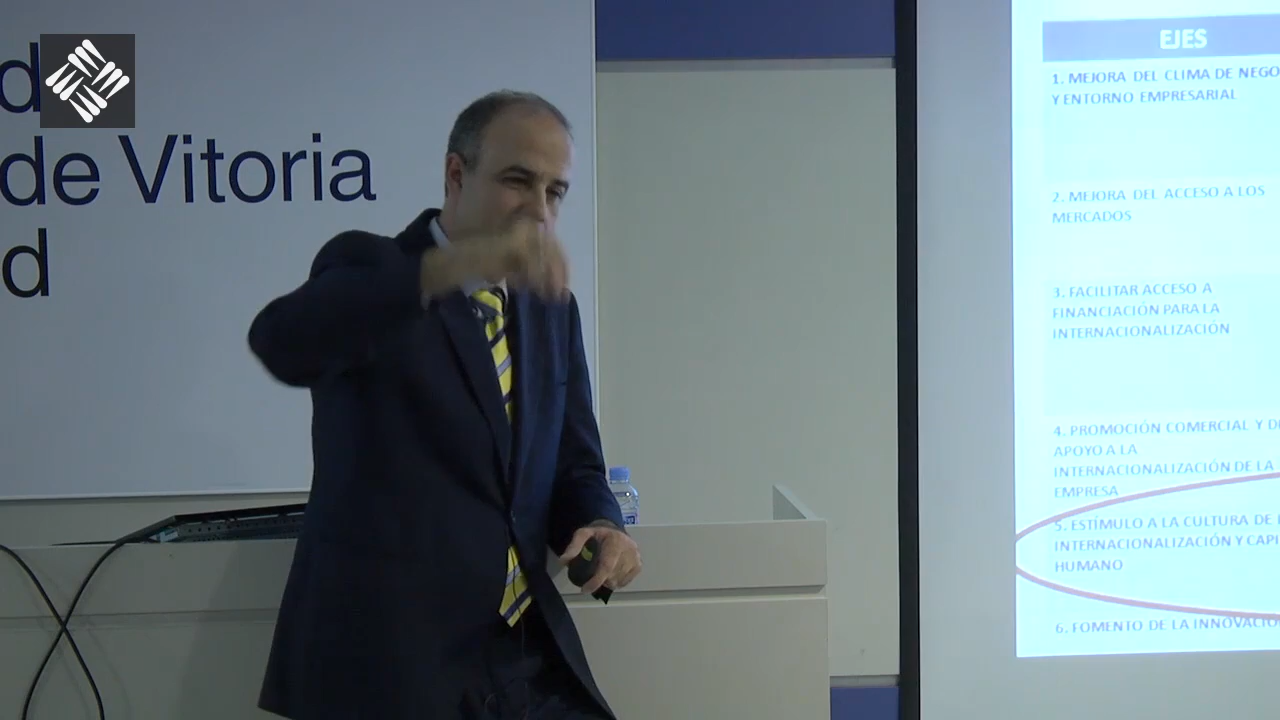 d
de Vitoria
d
EJES
1. MEJORA DEL CLIMA DE NEGO
Y ENTORNO EMPRESARIAL
2. MEJORA DEL ACCESO A LOS
MERCADOS
3. FACILITAR ACCESO A
FINANCIACIÓN PARA LA
INTERNACIONALIZACIÓN
4. PROMOCIÓN COMERCIAL Y DE
APOYO A LA
INTERNACIONALIZACIÓN DE LA
EMPRESA
5. ESTÍMULO A LA CULTURA DE
INTERNACIONALIZACIÓN Y CAPI
HUMANO
6. FOMENTO DE LA INNOVACIO